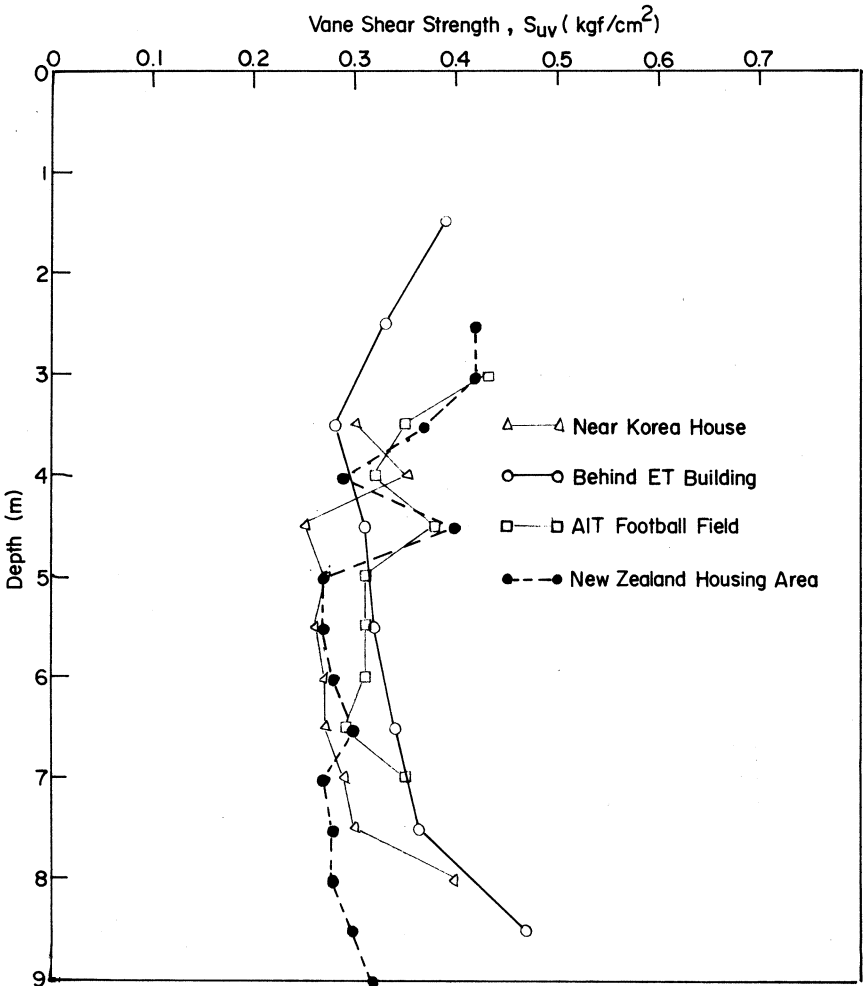 Vane Shear Strength , Suv ( kgf/cm²)
0 0.1 0.2 0.3 0.4 0.5 0.6 0.7
0
1
2
3
4
5
6
7
8
9
Depth (m)
Near Korea House
Behind ET Building
AIT Football Field
New Zealand Housing Area